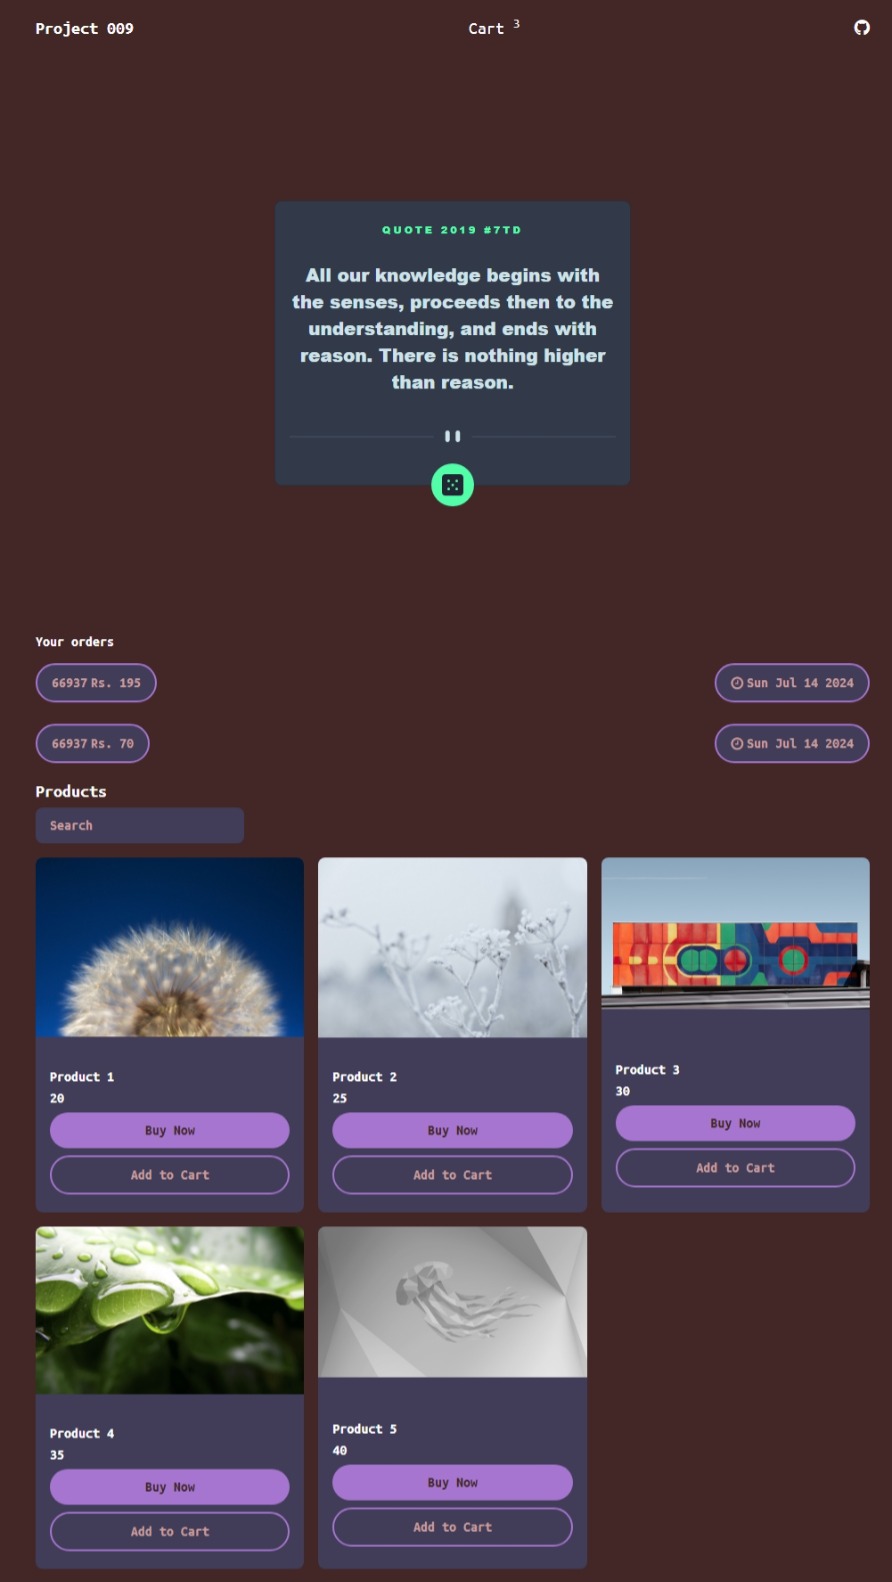 Project 009
Cart 3
QUOTE 2019 #7TD
All our knowledge begins with
the senses, proceeds then to the
understanding, and ends with
reason. There is nothing higher
than reason.
Your orders
66937 Rs. 195
Sun Jul 14 2024
66937 Rs. 70
Sun Jul 14 2024
Products
Search
Product 1
20
Buy Now
Add to Cart
Product 2
25
Buy Now
Add to Cart
Product 3
30
Buy Now
Add to Cart
Product 4
35
Buy Now
Add to Cart
Product 5
40
Buy Now
Add to Cart